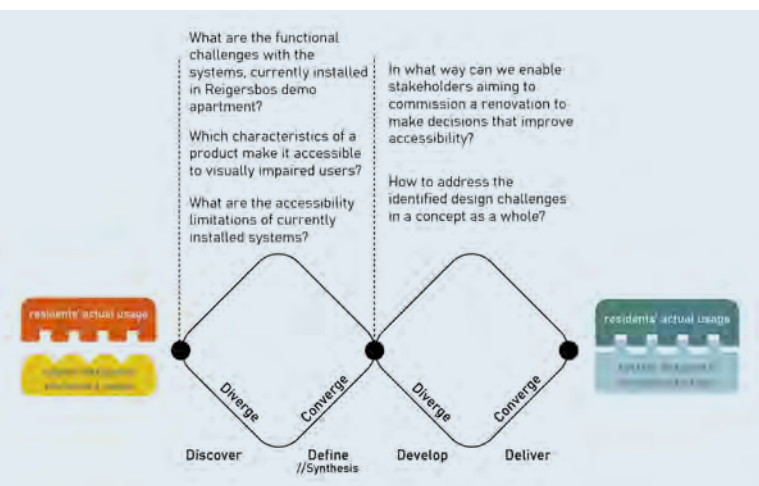 What are the functional
challenges with the
systems, currently installed
in Reigersbos demo
apartment?
Which characteristics of a
product make it accessible
to visually impaired users?
What are the accessibility
limitations of currently
installed systems?
In what way can we enable
stakeholders aiming to
commission a renovation to
make decisions that improve
accessibility?
How to address the
identified design challenges
in a concept as a whole?
residents' actual usage
residents' actual usage
Diverge
Converge
Diverge
Converge
Discover
Define
//Synthesis
Develop
Deliver